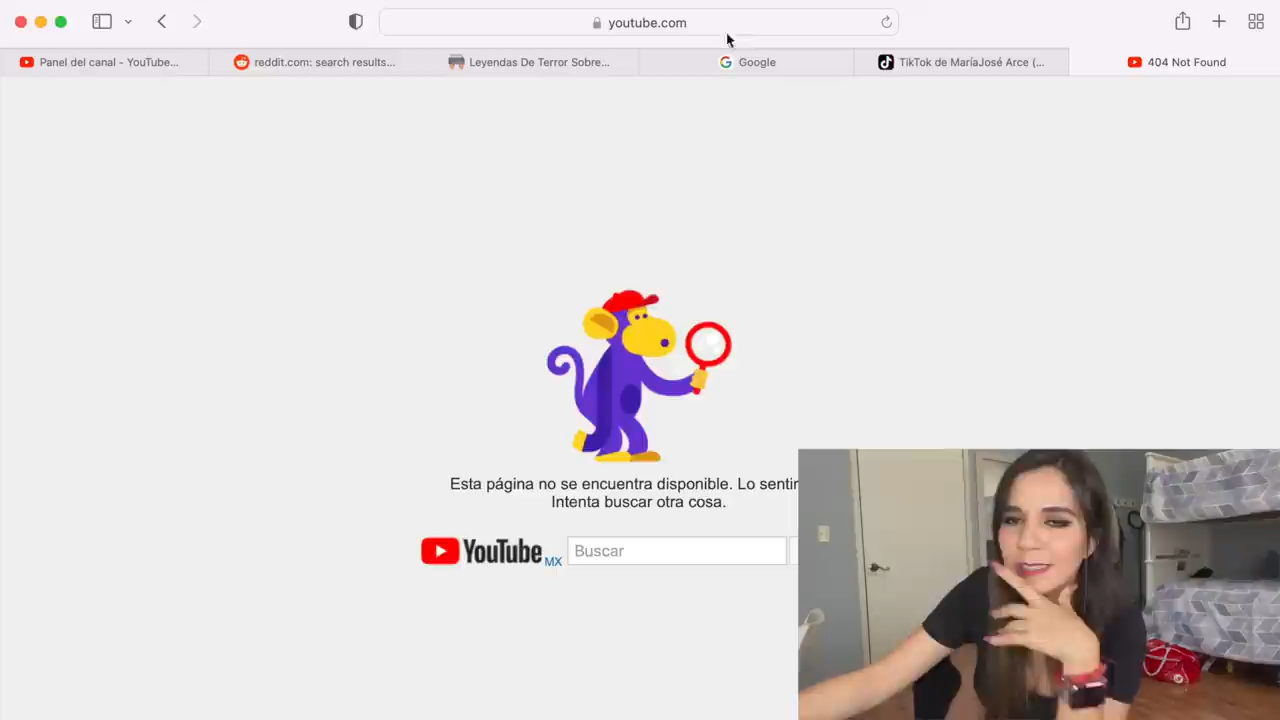 youtube.com
Panel del canal - YouTube...
reddit.com: search results...
Leyendas De Terror Sobre...
Google
TikTok de MaríaJosé Arce (...
404 Not Found
Esta página no se encuentra disponible. Lo sentir
Intenta buscar otra cosa.
YouTube MX
Buscar